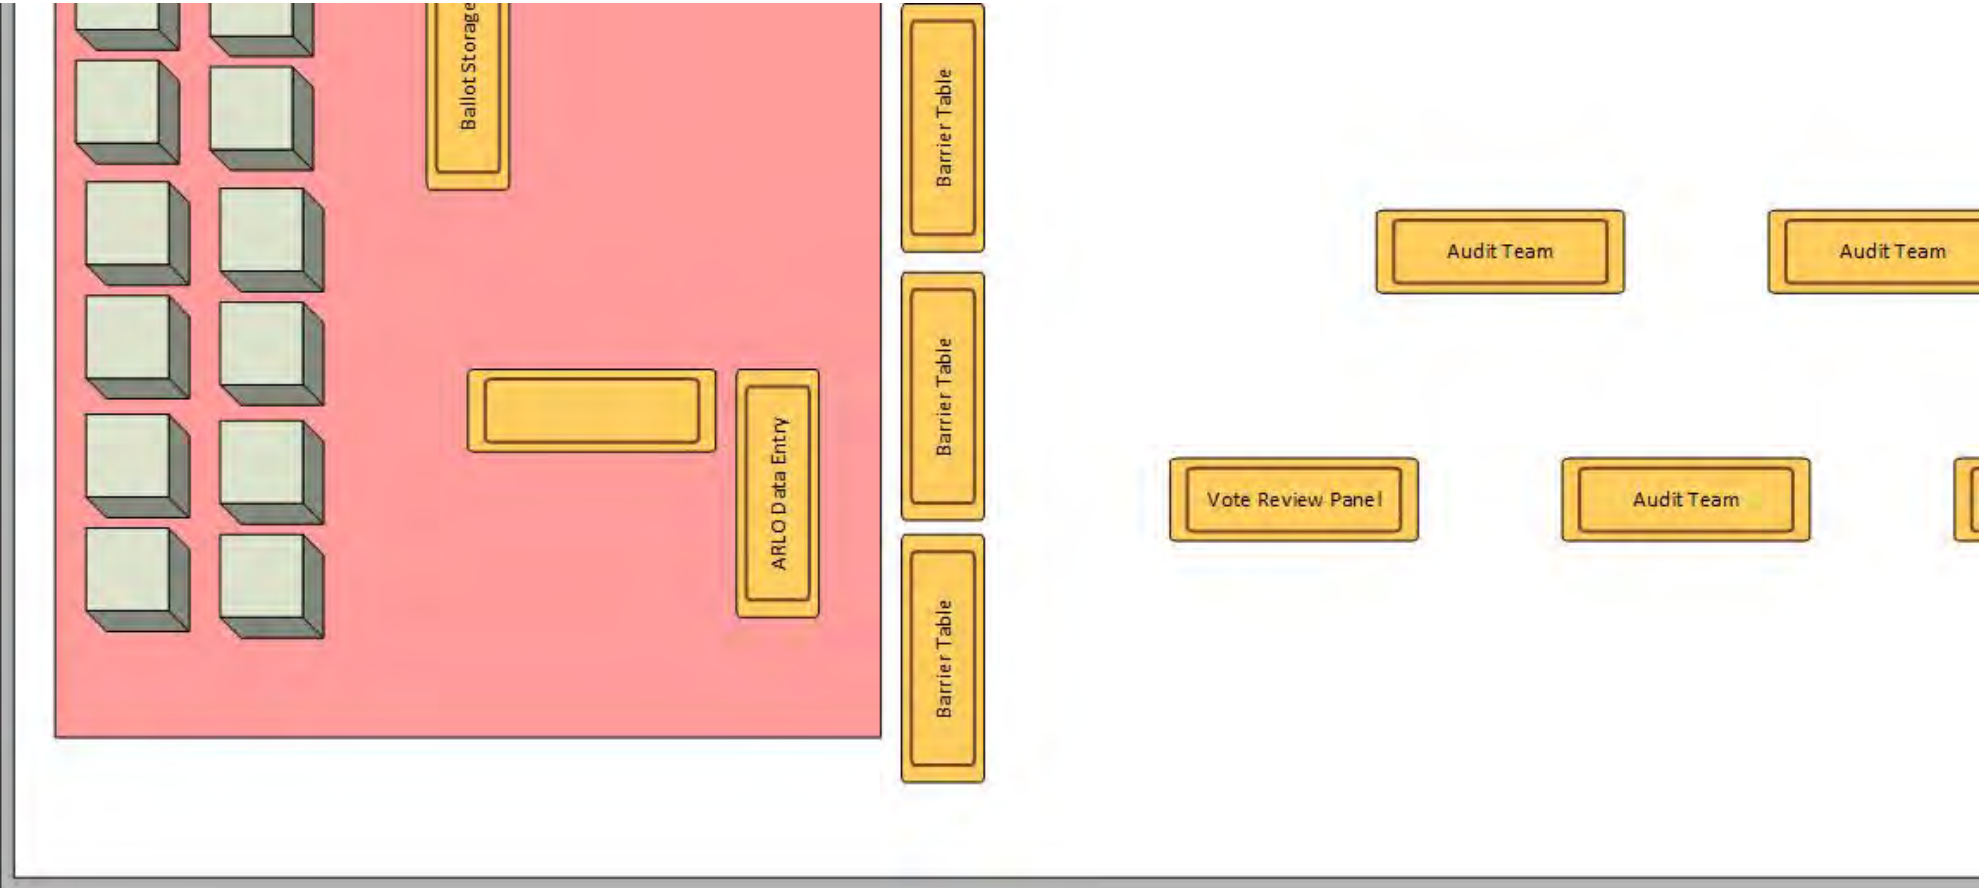 Ballot Storage
Barrier Table
Audit Team
Audit Team
Barrier Table
ARLO Data Entry
Vote Review Panel
Audit Team
Barrier Table